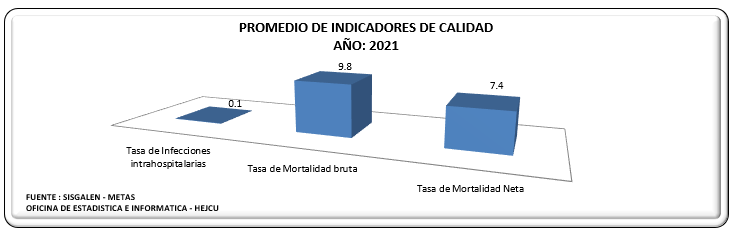 PROMEDIO DE INDICADORES DE CALIDAD
AÑO: 2021
9.8
7.4
0.1
Tasa de Infecciones
intrahospitalarias
Tasa de Mortalidad bruta
Tasa de Mortalidad Neta
FUENTE : SISGALEN - METAS
OFICINA DE ESTADISTICA E INFORMATICA - HEJCU